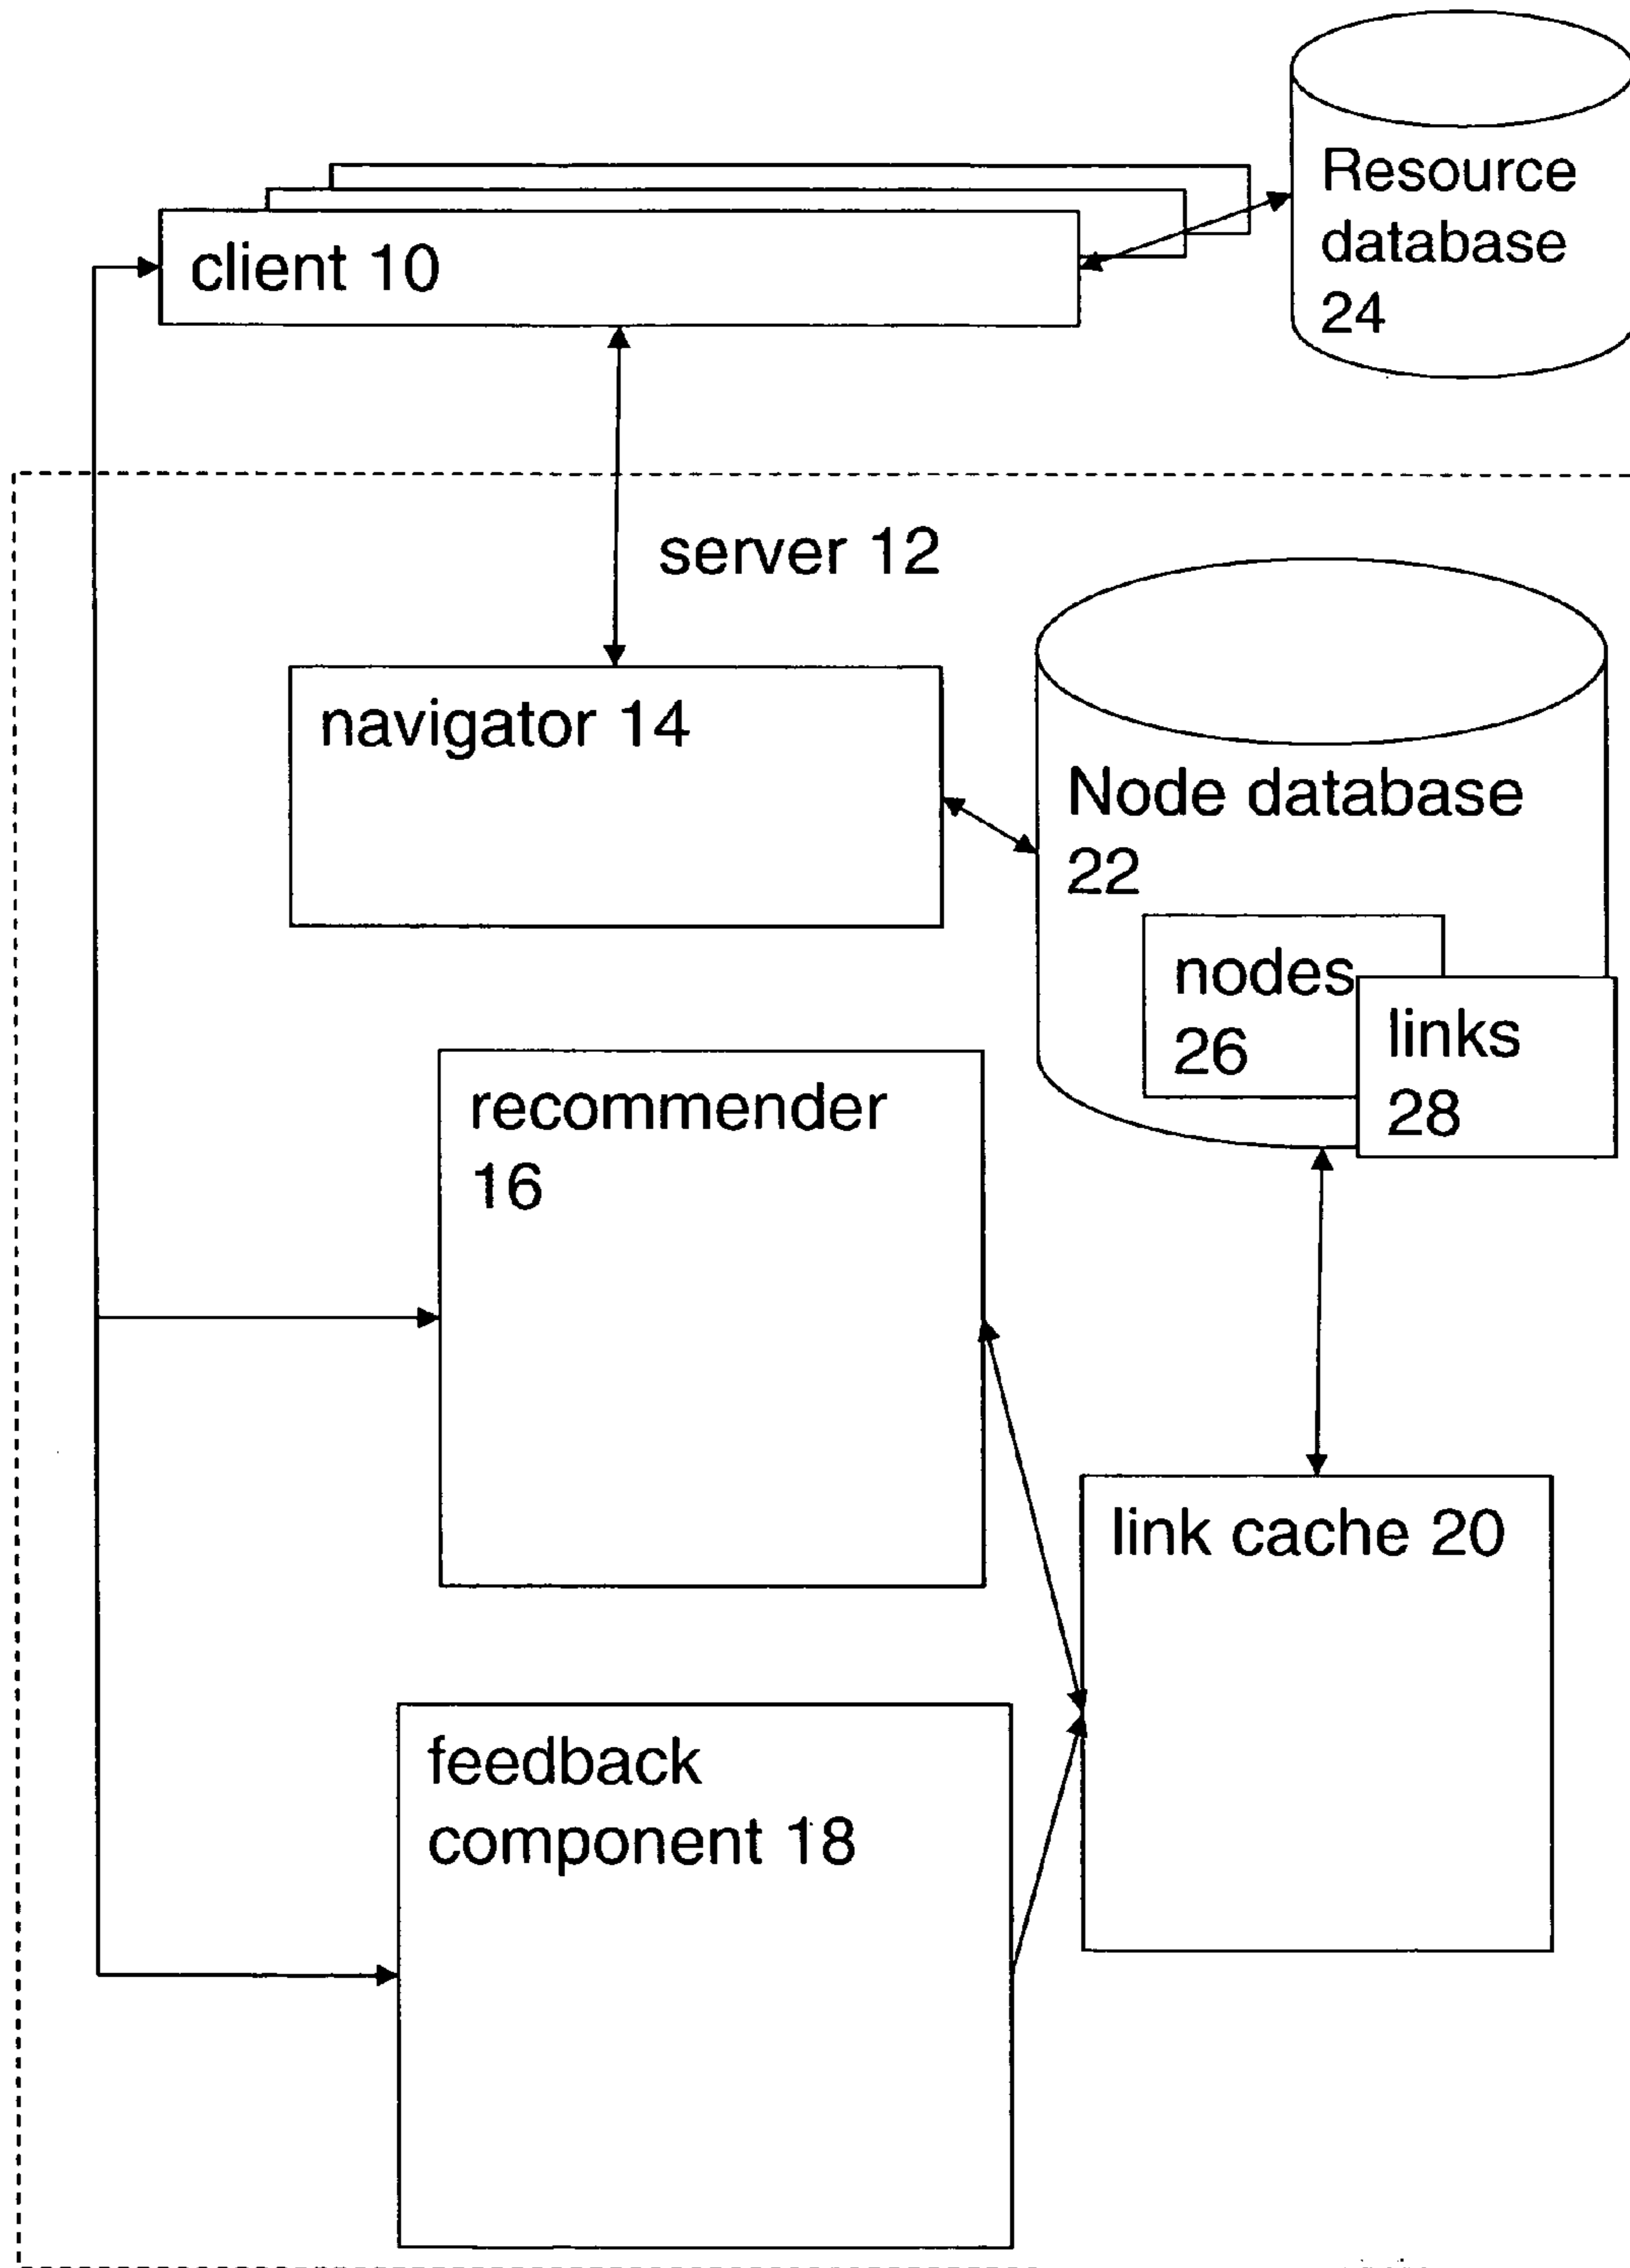 Resource
database
24
client 10
server 12
navigator 14
Node database
22
nodes
26
links
28
recommender
16
link cache 20
feedback
component 18